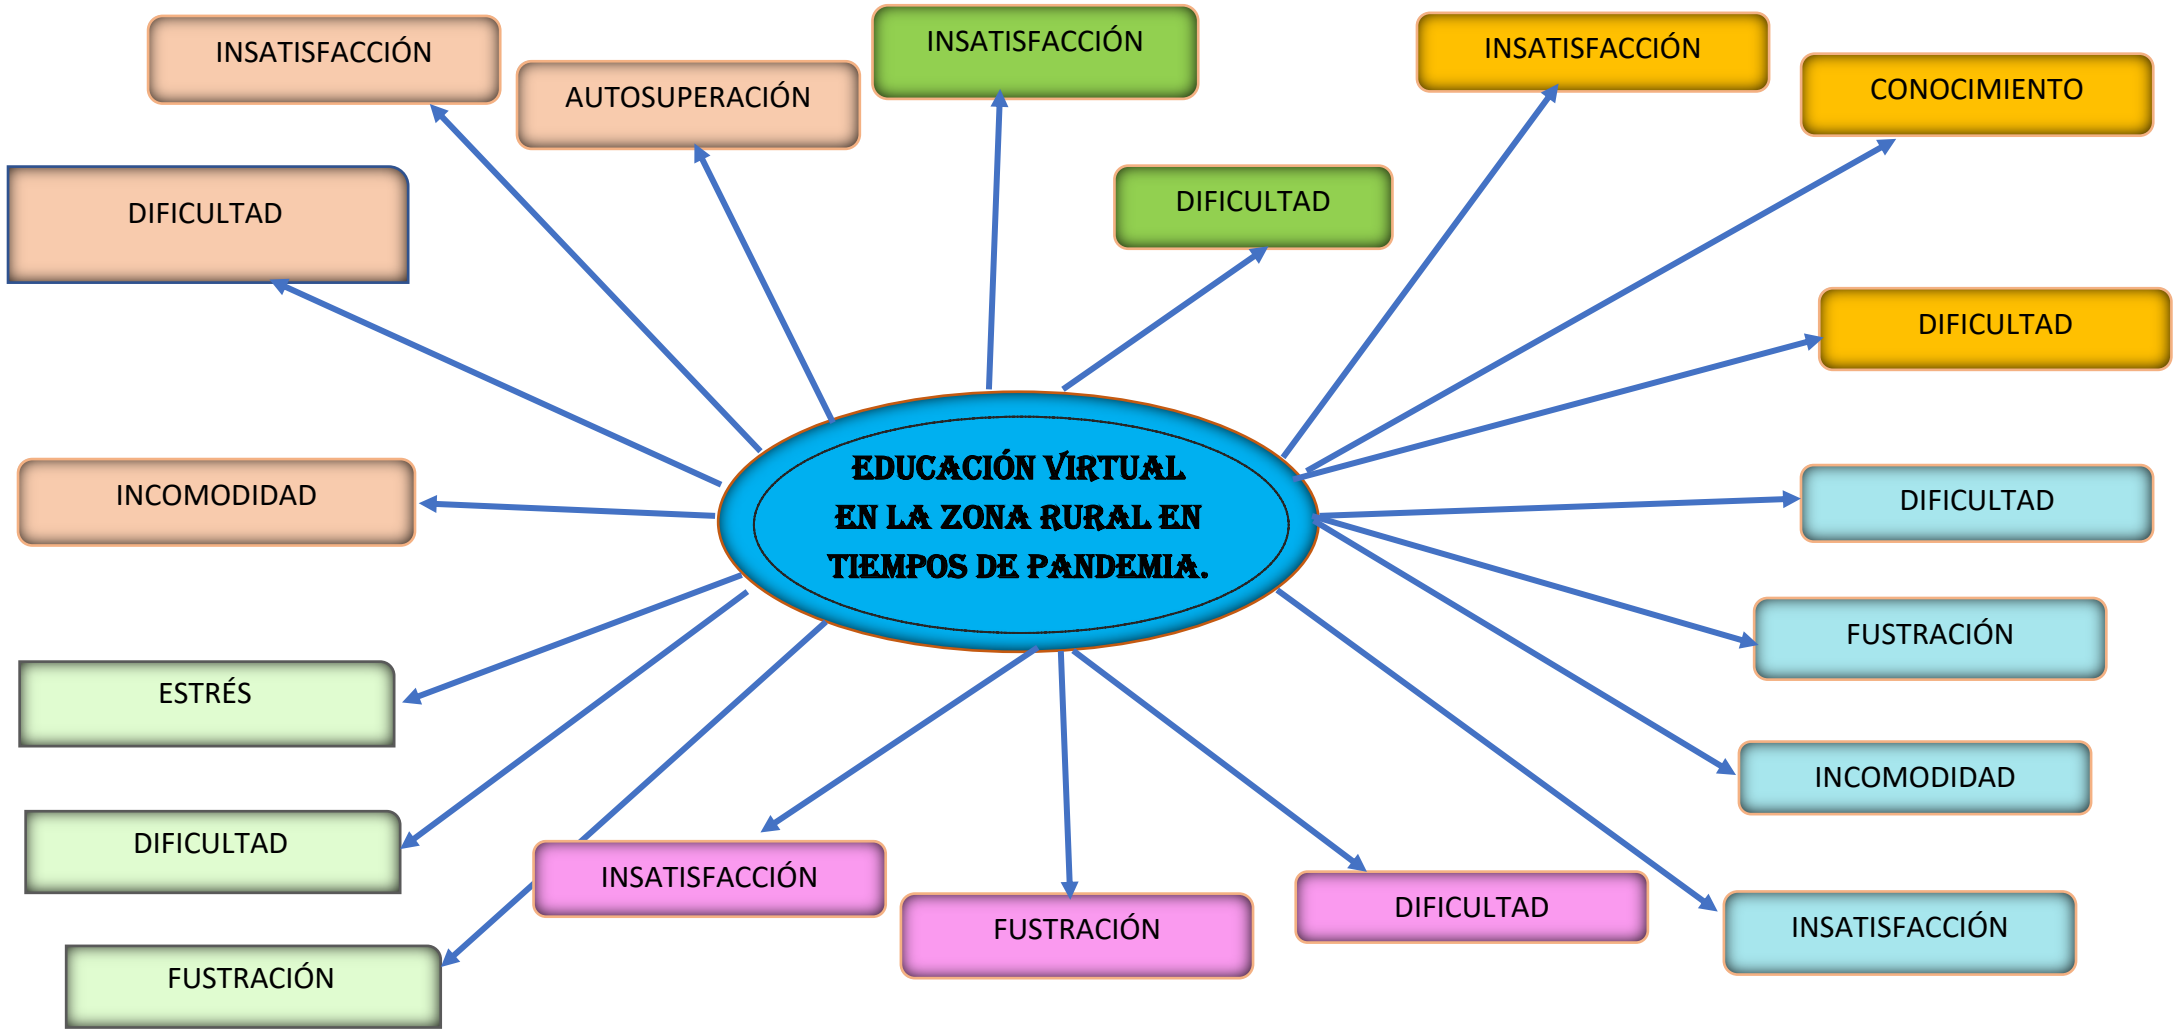 INSATISFACCIÓN
AUTOSUPERACIÓN
INSATISFACCIÓN
INSATISFACCIÓN
CONOCIMIENTO
DIFICULTAD
DIFICULTAD
DIFICULTAD
EDUCACIÓN VIRTUAL
EN LA ZONA RURAL EN
TIEMPOS DE PANDEMIA.
INCOMODIDAD
DIFICULTAD
FUSTRACIÓN
ESTRÉS
INCOMODIDAD
DIFICULTAD
INSATISFACCIÓN
FUSTRACIÓN
DIFICULTAD
INSATISFACCIÓN
FUSTRACIÓN